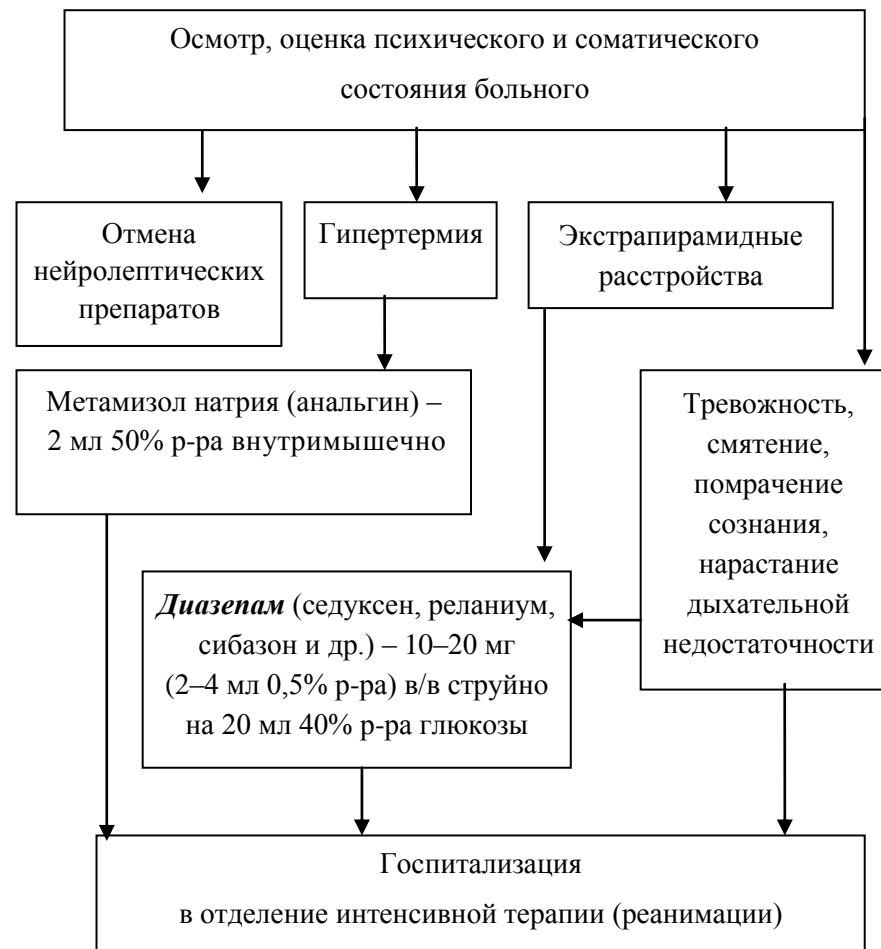 Осмотр, оценка психического и соматического
состояния больного
Отмена
нейролептических
препаратов
Гипертермия
Экстрапирамидные
расстройства
Метамизол натрия (анальгин) –
2 мл 50% р-ра внутримышечно
Тревожность,
смятение,
помрачение
сознания,
нарастание
дыхательной
недостаточности
Диазепам (седуксен, реланиум,
сибазон и др.) – 10–20 мг
(2–4 мл 0,5% р-ра) в/в струйно
на 20 мл 40% р-ра глюкозы
Госпитализация
в отделение интенсивной терапии (реанимации)